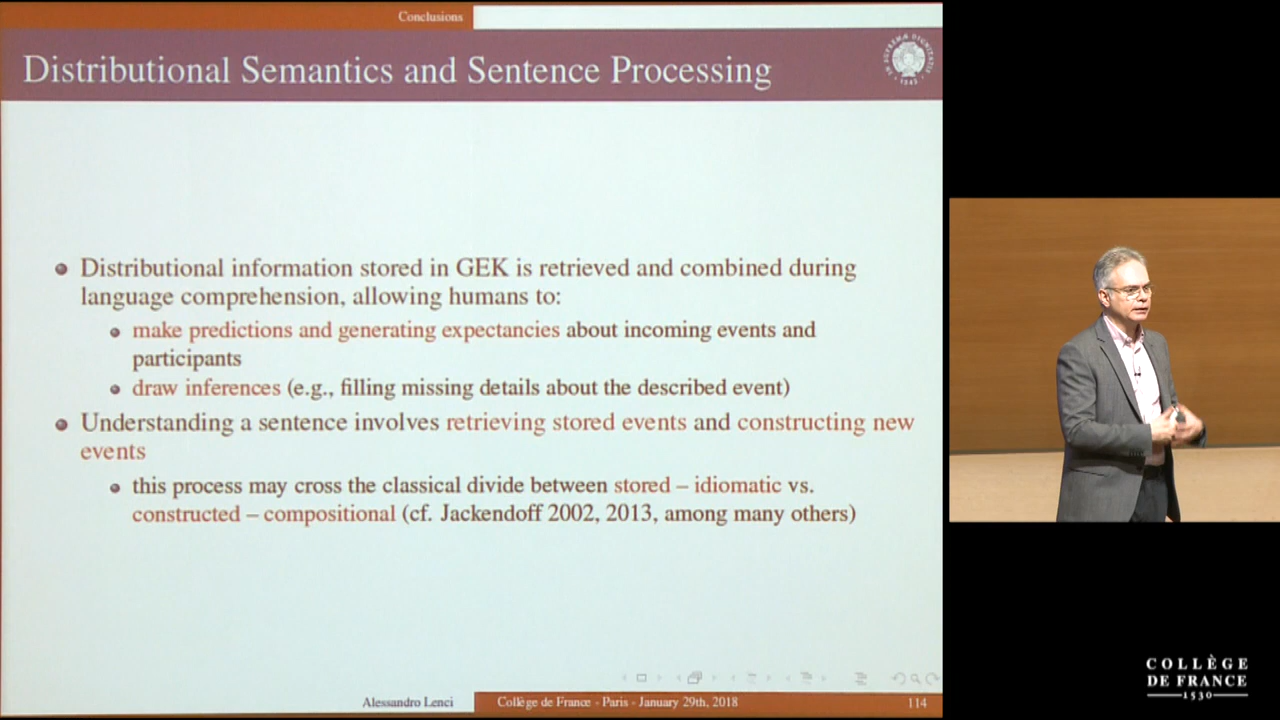 Conclusions
Distributional Semantics and Sentence Processing
Distributional information stored in GEK is retrieved and combined during
language comprehension, allowing humans to:
make predictions and generating expectancies about incoming events and
participants
draw inferences (e.g., filling missing details about the described event)
Understanding a sentence involves retrieving stored events and constructing new
events
this process may cross the classical divide between stored – idiomatic vs.
constructed – compositional (cf. Jackendoff 2002, 2013, among many others)
Alessandro Lenci
Collège de France - Paris - January 29th, 2018
114
COLLÈGE
DE FRANCE
1530